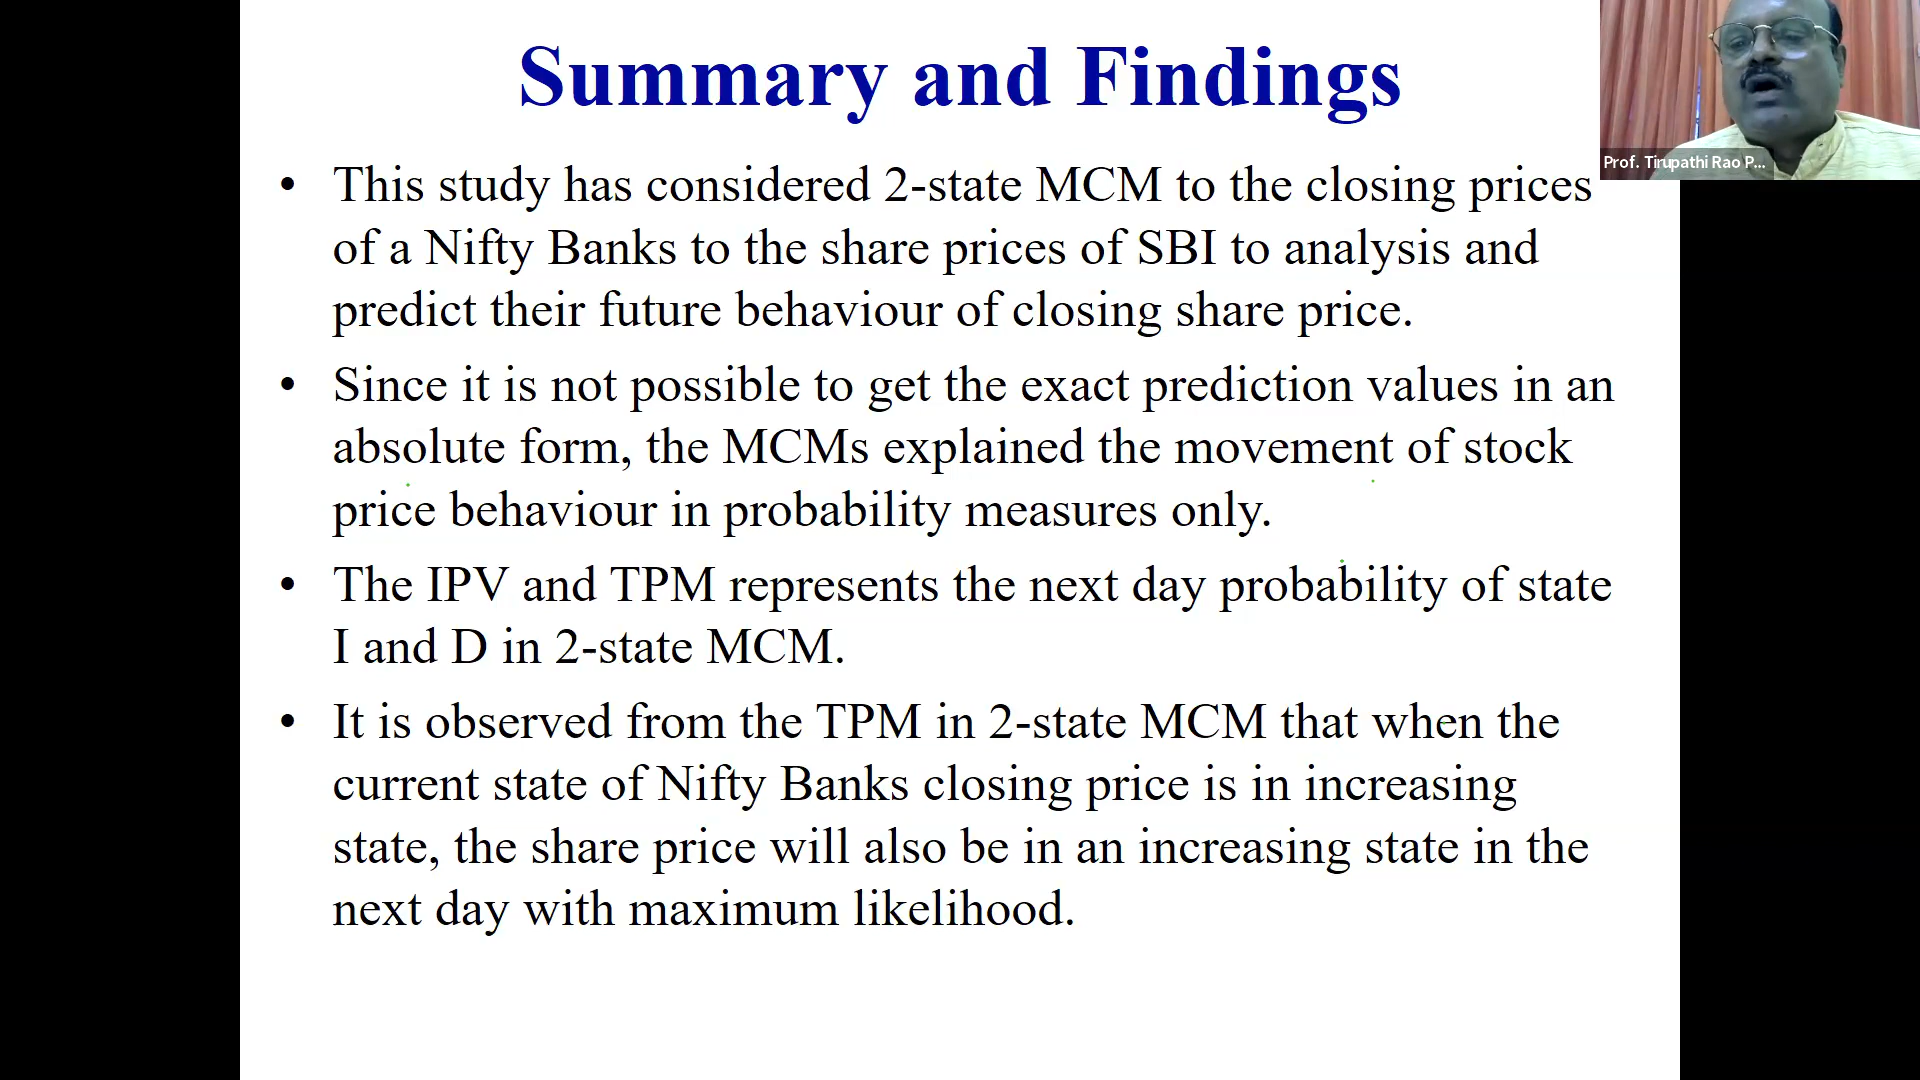 Summary and Findings
• This study has considered 2-state MCM to the closing prices
of a Nifty Banks to the share prices of SBI to analysis and
predict their future behaviour of closing share price.
• Since it is not possible to get the exact prediction values in an
absolute form, the MCMs explained the movement of stock
price behaviour in probability measures only.
• The IPV and TPM represents the next day probability of state
I and D in 2-state MCM.
• It is observed from the TPM in 2-state MCM that when the
current state of Nifty Banks closing price is in increasing
state, the share price will also be in an increasing state in the
next day with maximum likelihood.
Prof. Tirupathi Rao P...